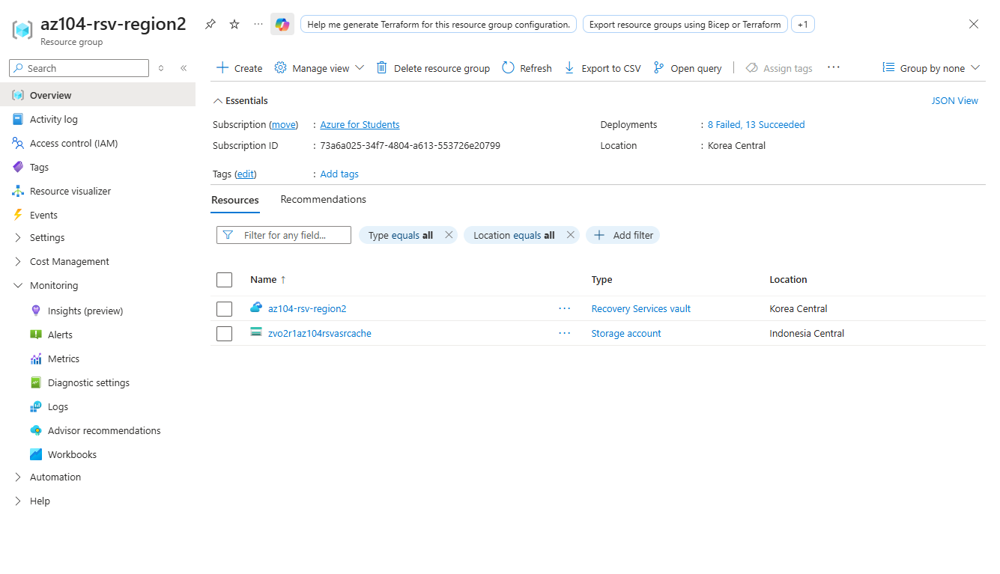 az104-rsv-region2
Help me generate Terraform for this resource group configuration.
Export resource groups using Bicep or Terraform
+1
Resource group
Search
Create
Manage view
Delete resource group
Refresh
Export to CSV
Open query
Assign tags
Group by none
Overview
Activity log
Access control (IAM)
Tags
Resource visualizer
Events
Settings
Cost Management
Monitoring
Insights (preview)
Alerts
Metrics
Diagnostic settings
Logs
Advisor recommendations
Workbooks
Automation
Help
Essentials
JSON View
Subscription (move) : Azure for Students
Deployments : 8 Failed, 13 Succeeded
Subscription ID : 73a6a025-34f7-4804-a613-553726e20799
Location : Korea Central
Tags (edit) : Add tags
Resources Recommendations
Filter for any field...
Type equals all
Location equals all
Add filter
Name ↑ Type Location
az104-rsv-region2 ... Recovery Services vault Korea Central
zvo2r1az104rsvasrcache ... Storage account Indonesia Central